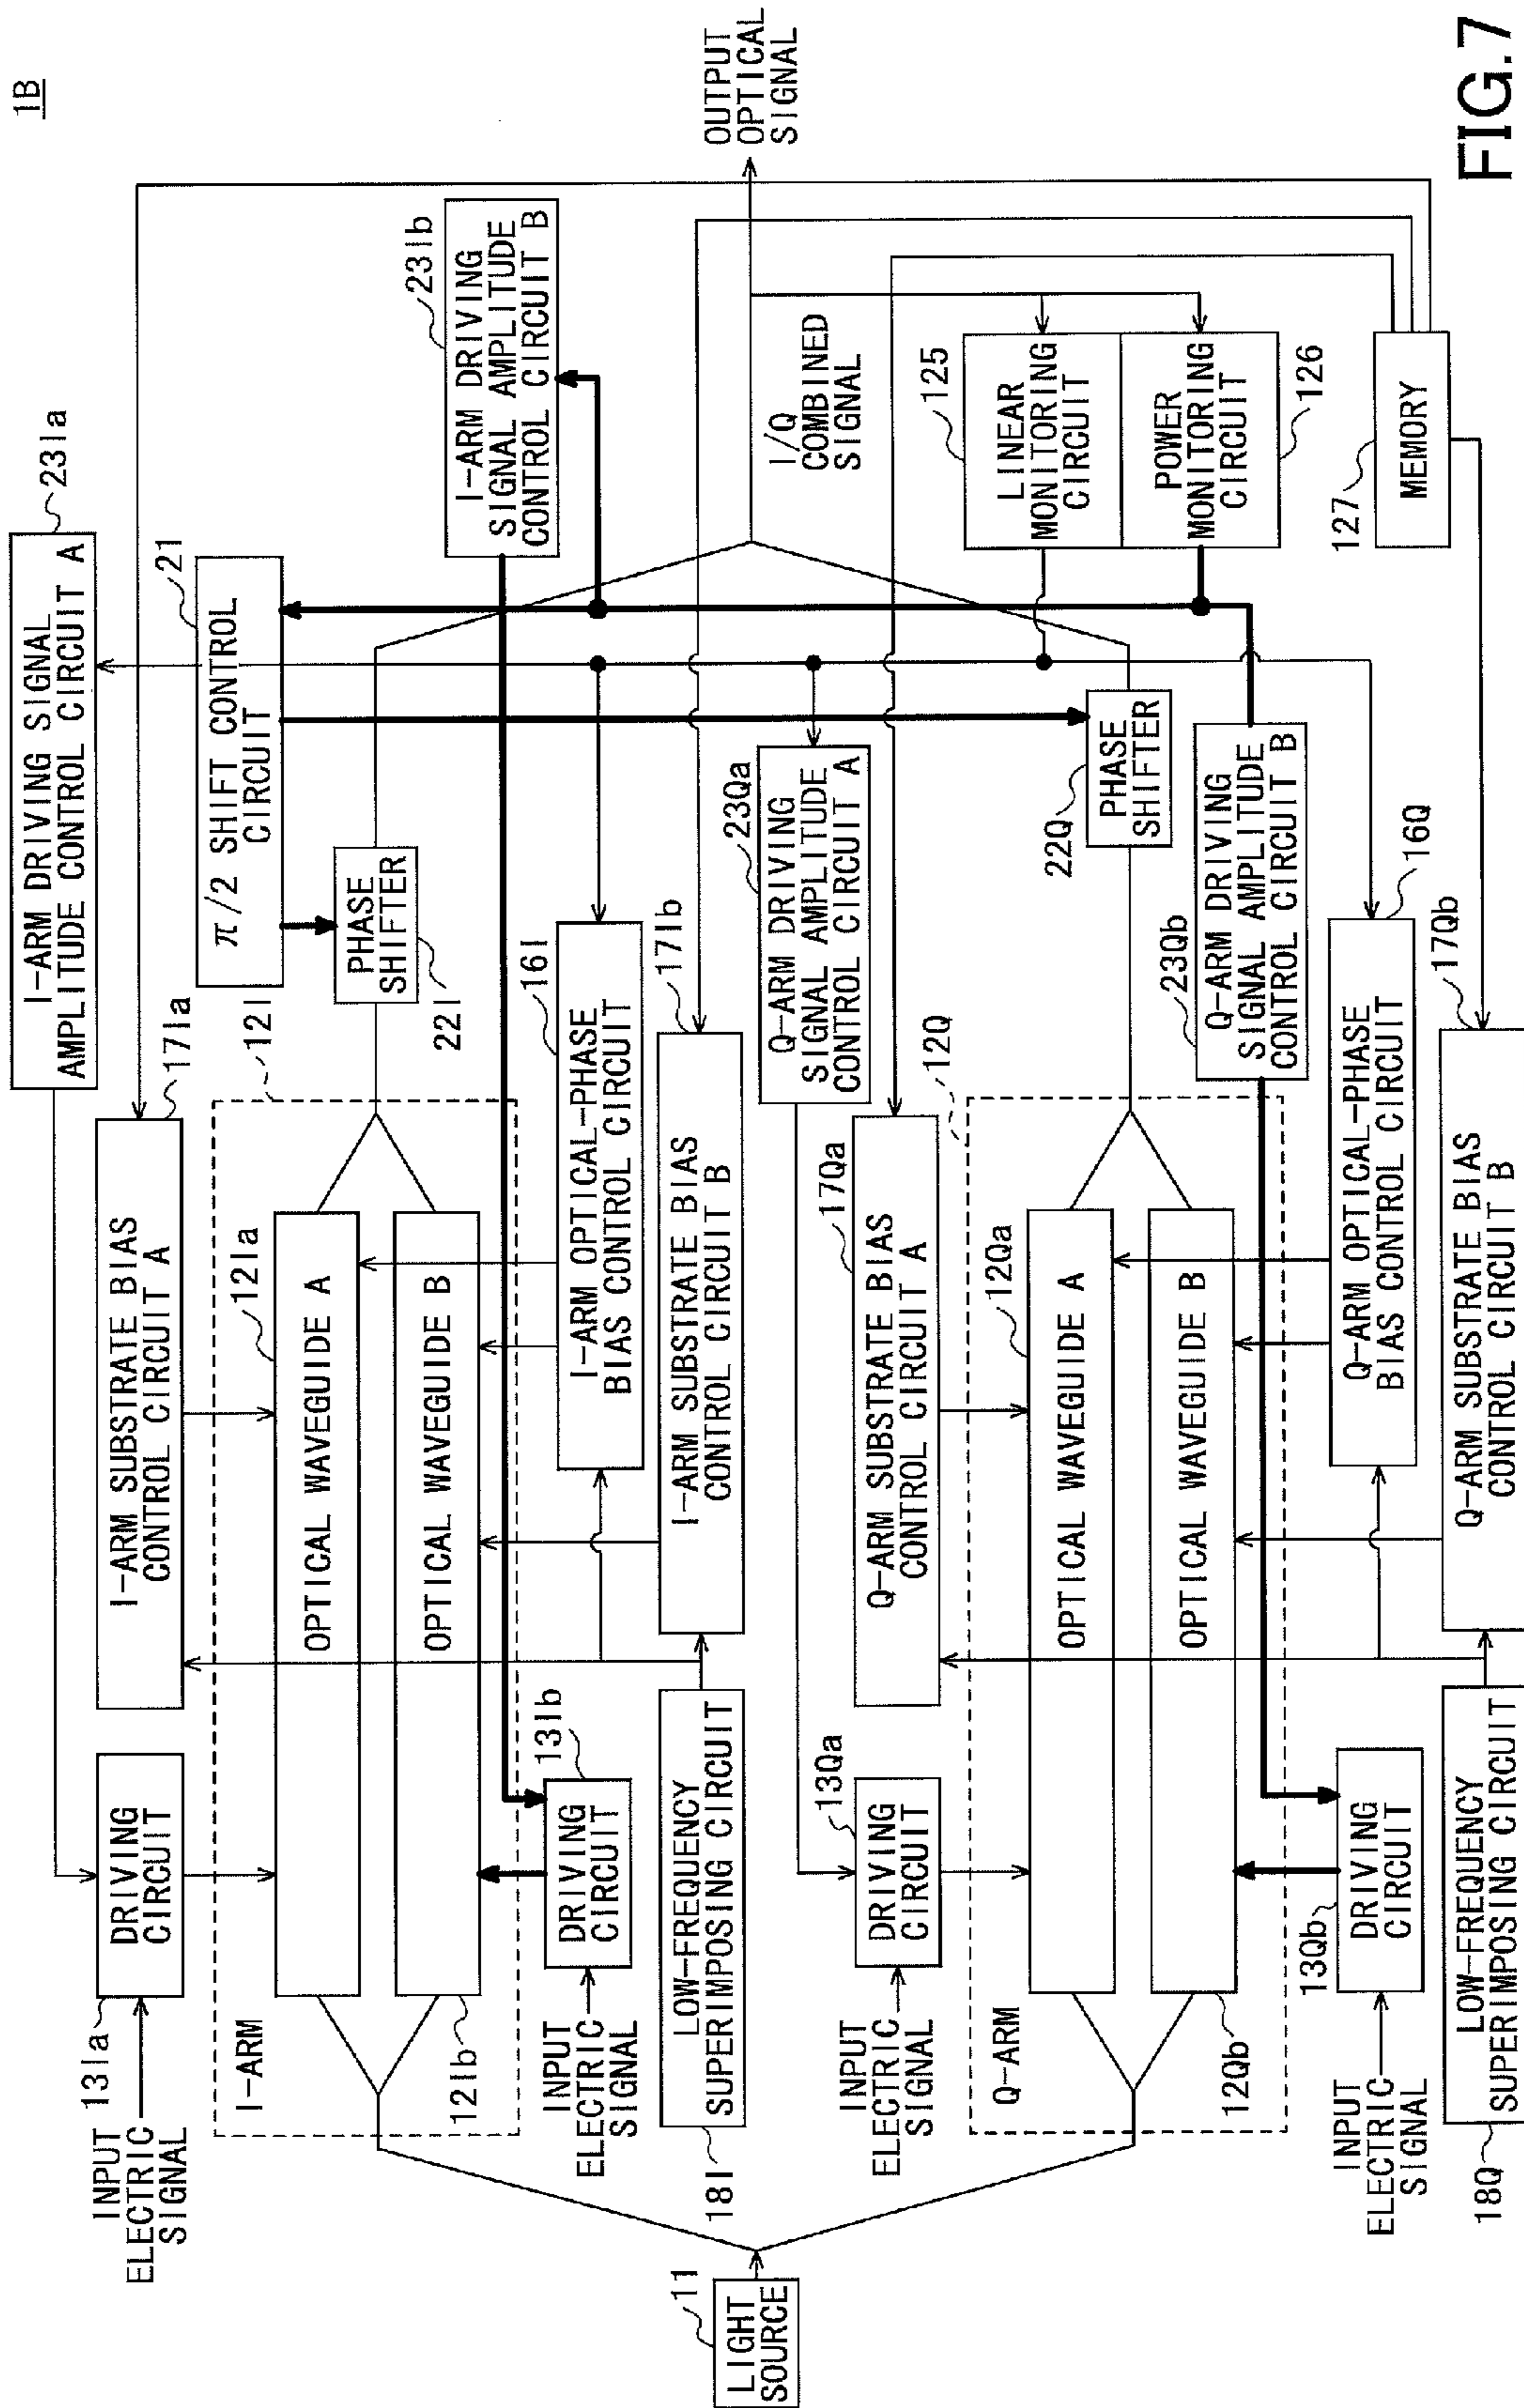 1B
I-ARM DRIVING SIGNAL
AMPLITUDE CONTROL CIRCUIT A
23Ia
π/2 SHIFT CONTROL
CIRCUIT
21
I-ARM DRIVING
SIGNAL AMPLITUDE
CONTROL CIRCUIT B
23Ib
OUTPUT
OPTICAL
SIGNAL
DRIVING
CIRCUIT
13Ia
INPUT
ELECTRIC
SIGNAL
I-ARM SUBSTRATE BIAS
CONTROL CIRCUIT A
17Ia
12I
I-ARM
OPTICAL WAVEGUIDE A
12Ia
OPTICAL WAVEGUIDE B
12Ib
PHASE
SHIFTER
22I
DRIVING
CIRCUIT
13Ib
INPUT
ELECTRIC
SIGNAL
I-ARM OPTICAL-PHASE
BIAS CONTROL CIRCUIT
16I
I-ARM SUBSTRATE BIAS
CONTROL CIRCUIT B
17Ib
LOW-FREQUENCY
SUPERIMPOSING CIRCUIT
18I
LIGHT
SOURCE
11
I/Q
COMBINED
SIGNAL
Q-ARM DRIVING
SIGNAL AMPLITUDE
CONTROL CIRCUIT A
23Qa
DRIVING
CIRCUIT
13Qa
INPUT
ELECTRIC
SIGNAL
Q-ARM SUBSTRATE BIAS
CONTROL CIRCUIT A
17Qa
12Q
Q-ARM
OPTICAL WAVEGUIDE A
12Qa
OPTICAL WAVEGUIDE B
12Qb
PHASE
SHIFTER
22Q
LINEAR
MONITORING
CIRCUIT
125
POWER
MONITORING
CIRCUIT
126
Q-ARM DRIVING
SIGNAL AMPLITUDE
CONTROL CIRCUIT B
23Qb
DRIVING
CIRCUIT
13Qb
INPUT
ELECTRIC
SIGNAL
Q-ARM OPTICAL-PHASE
BIAS CONTROL CIRCUIT
16Q
Q-ARM SUBSTRATE BIAS
CONTROL CIRCUIT B
17Qb
LOW-FREQUENCY
SUPERIMPOSING CIRCUIT
18Q
MEMORY
127
FIG.7